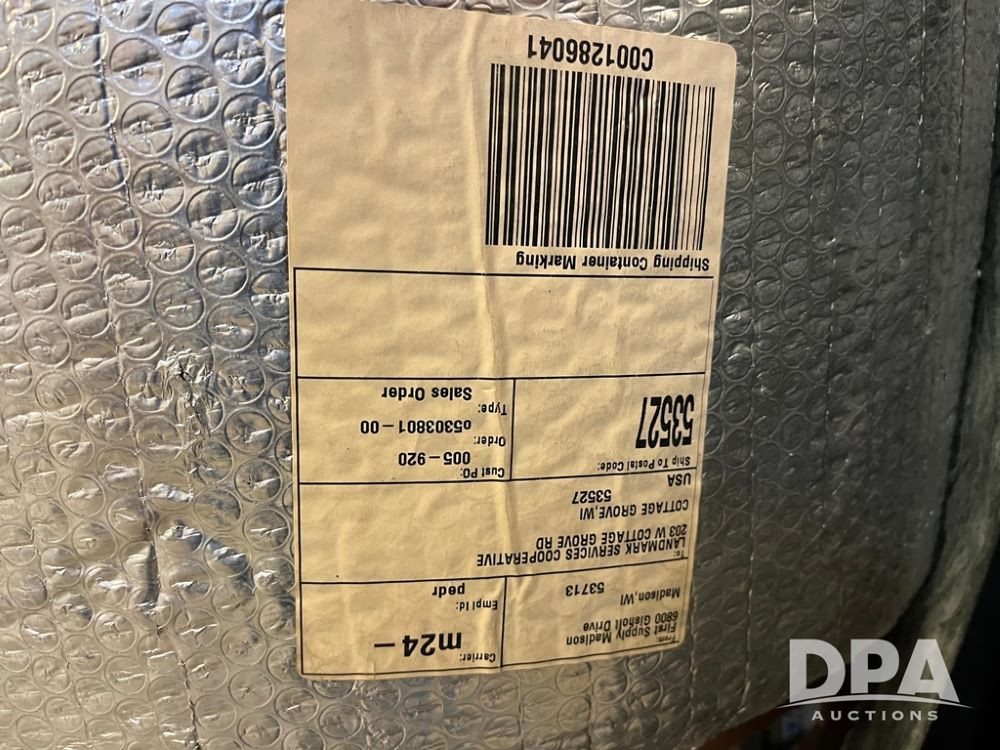 From:
First Supply Madison
6800 Gisholt Drive
Madison,WI 53713
Carrier:
m24-
Empl Id:
pedr
To:
LANDMARK SERVICES COOPERATIVE
203 W COTTAGE GROVE RD
COTTAGE GROVE,WI
53527
USA
Ship To Postal Code:
53527
Cust PO:
005-920
Order:
o5303801-00
Type:
Sales Order
Shipping Container Marking
C001286041
DPA
AUCTIONS